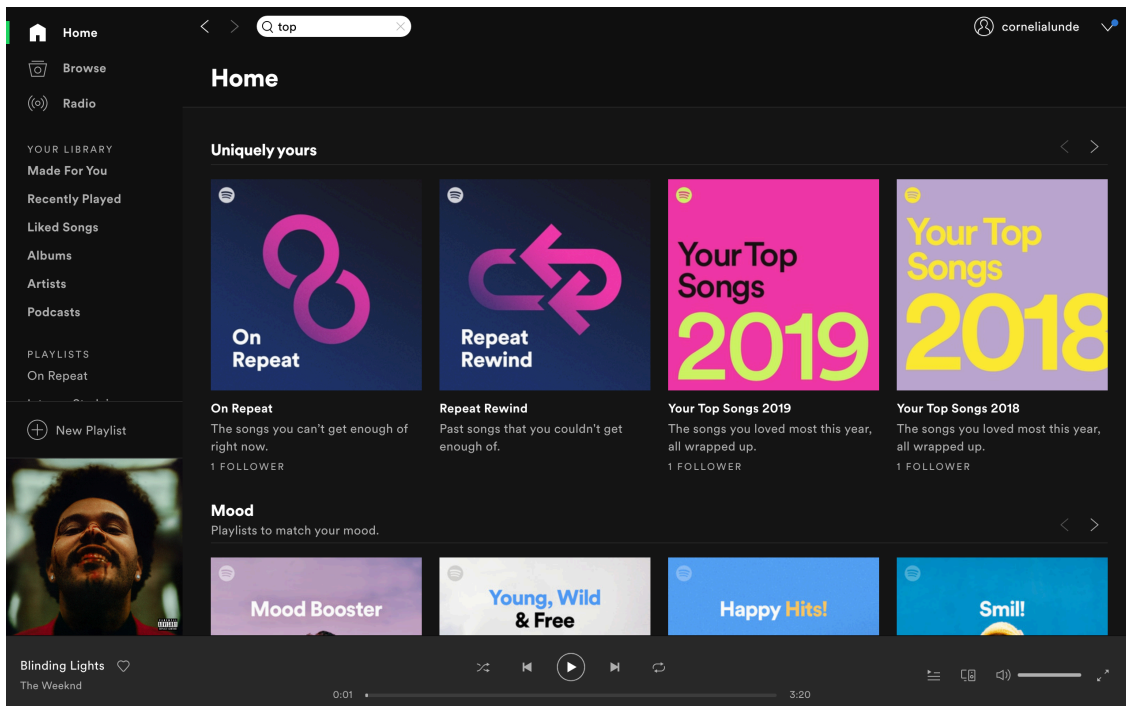 Home
Browse
Radio
YOUR LIBRARY
Made For You
Recently Played
Liked Songs
Albums
Artists
Podcasts
PLAYLISTS
On Repeat
New Playlist
top
cornelialunde
Home
Uniquely yours
On
Repeat
On Repeat
The songs you can't get enough of
right now.
1 FOLLOWER
Repeat
Rewind
Repeat Rewind
Past songs that you couldn't get
enough of.
Your Top
Songs
2019
Your Top Songs 2019
The songs you loved most this year,
all wrapped up.
1 FOLLOWER
Your Top
Songs
2018
Your Top Songs 2018
The songs you loved most this year,
all wrapped up.
1 FOLLOWER
Mood
Playlists to match your mood.
Mood Booster
Young, Wild
& Free
Happy Hits!
Smil!
Blinding Lights
The Weeknd
0:01
3:20